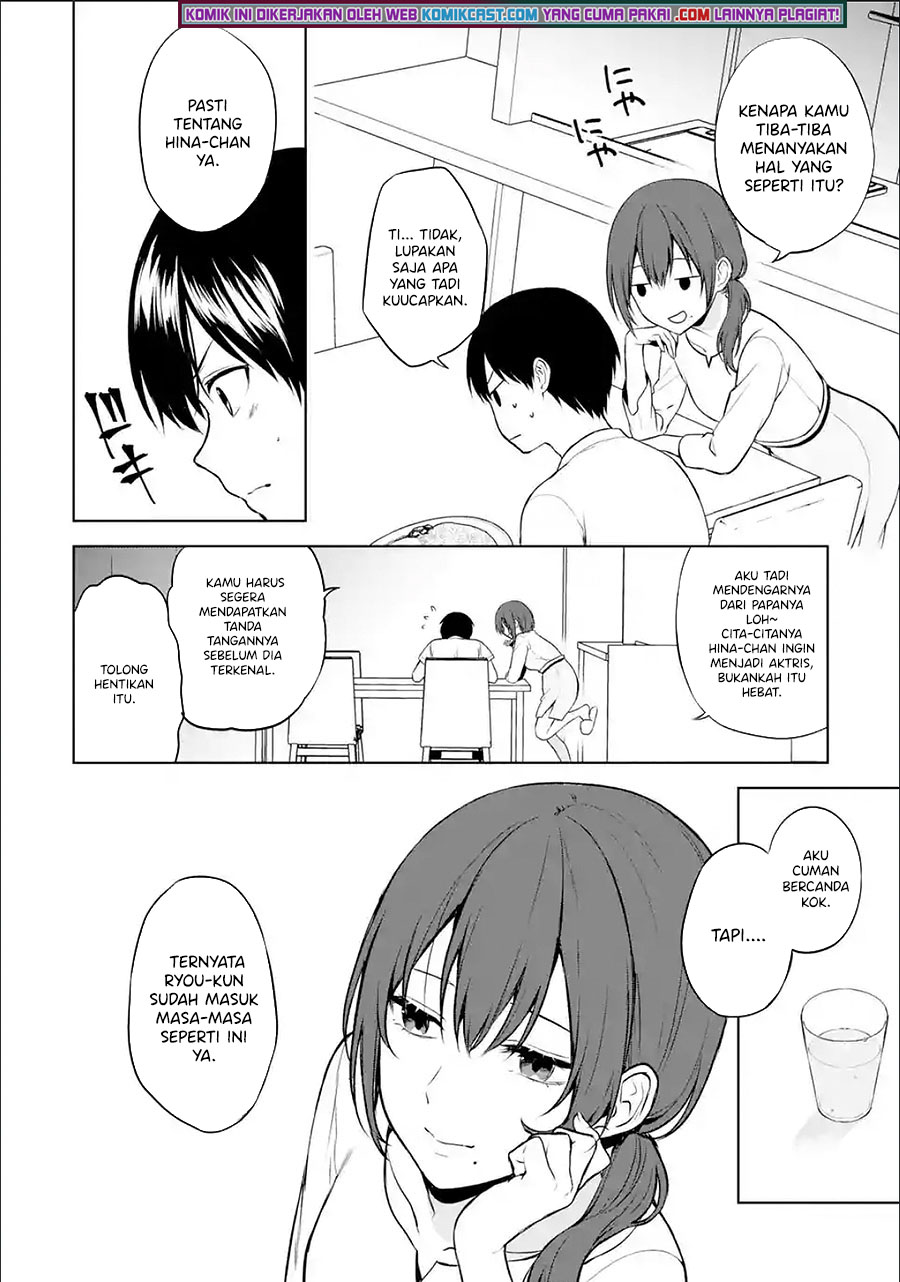 KOMIK INI DIKERJAKAN OLEH WEB KOMIKCAST.COM YANG CUMA PAKAI .COM LAINNYA PLAGIAT!
KENAPA KAMU
TIBA-TIBA
MENANYAKAN
HAL YANG
SEPERTI ITU?
にゃ
にゃ
TI... TIDAK,
LUPAKAN
SAJA APA
YANG TADI
KUUCAPKAN.
PASTI
TENTANG
HINA-CHAN
YA.
AKU TADI
MENDENGARNYA
DARI PAPANYA
LOH~
CITA-CITANYA
HINA-CHAN INGIN
MENJADI AKTRIS,
BUKANKAH ITU
HEBAT.
KAMU HARUS
SEGERA
MENDAPATKAN
TANDA
TANGANNYA
SEBELUM DIA
TERKENAL.
TOLONG
HENTIKAN
ITU.
AKU
CUMAN
BERCANDA
KOK.
TAPI....
TERNYATA
RYOU-KUN
SUDAH MASUK
MASA-MASA
SEPERTI INI
YA.